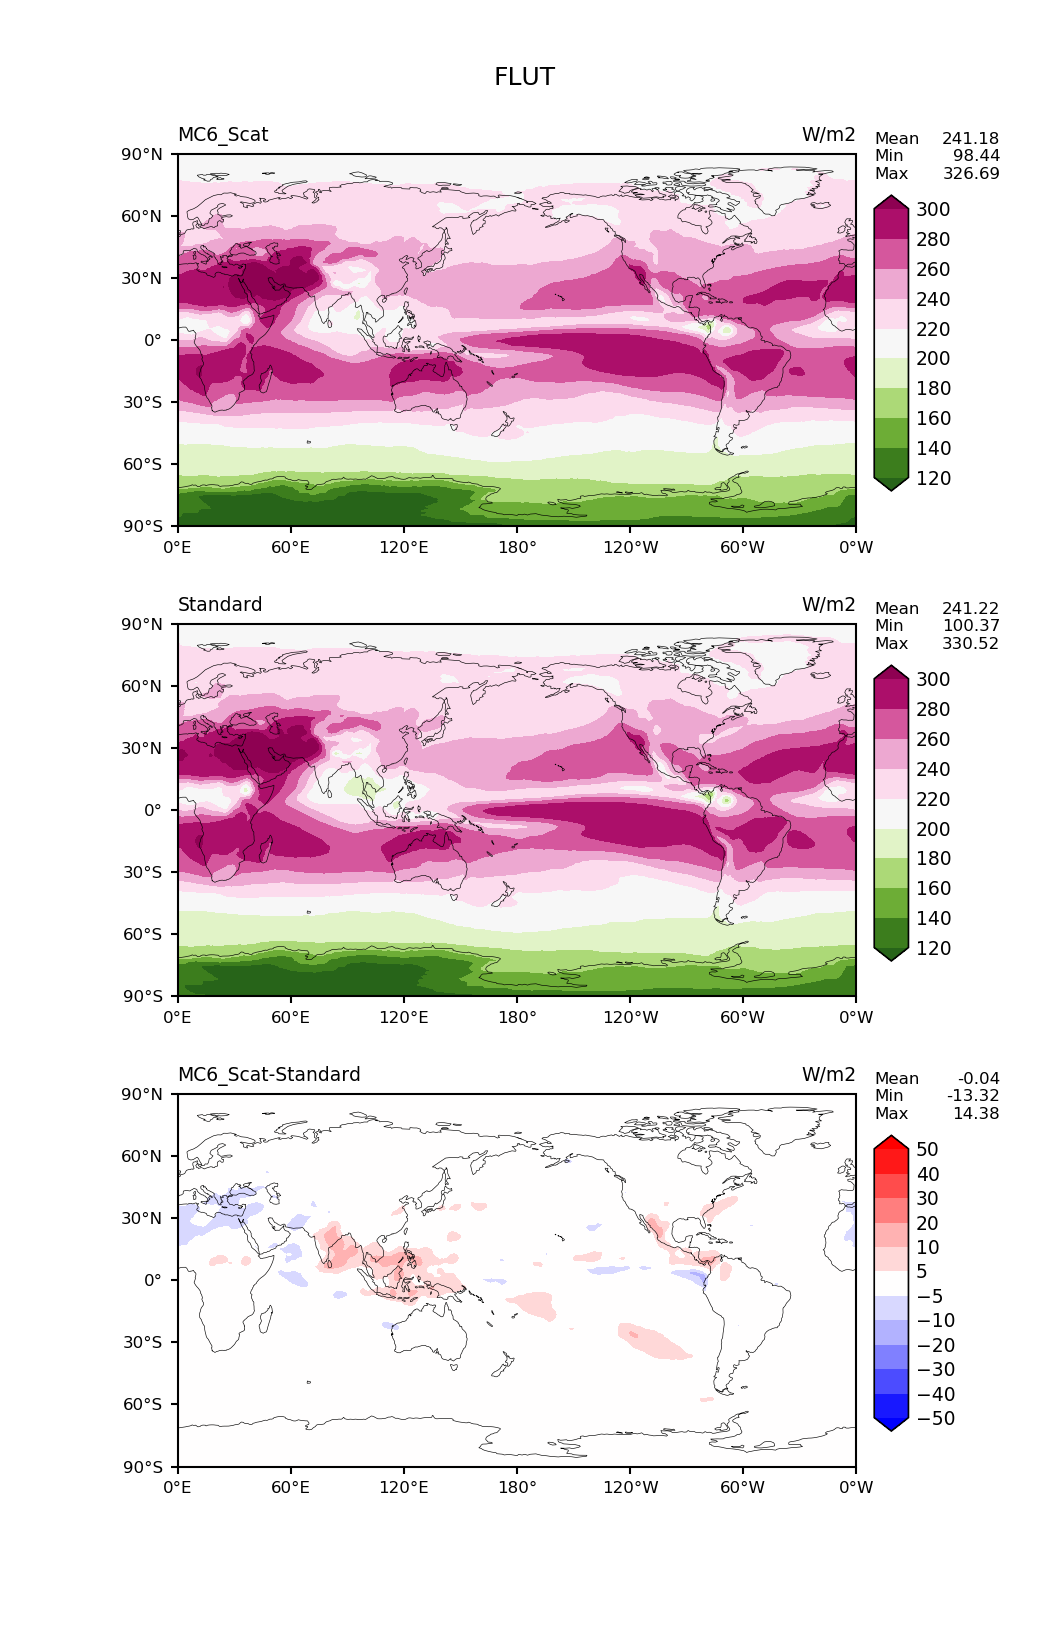 FLUT
MC6_Scat W/m2
Mean 241.18
Min 98.44
Max 326.69
90°N
60°N
30°N
0°
30°S
60°S
90°S
0°E 60°E 120°E 180° 120°W 60°W 0°W
300
280
260
240
220
200
180
160
140
120
Standard W/m2
Mean 241.22
Min 100.37
Max 330.52
90°N
60°N
30°N
0°
30°S
60°S
90°S
0°E 60°E 120°E 180° 120°W 60°W 0°W
300
280
260
240
220
200
180
160
140
120
MC6_Scat-Standard W/m2
Mean -0.04
Min -13.32
Max 14.38
90°N
60°N
30°N
0°
30°S
60°S
90°S
0°E 60°E 120°E 180° 120°W 60°W 0°W
50
40
30
20
10
5
−5
−10
−20
−30
−40
−50